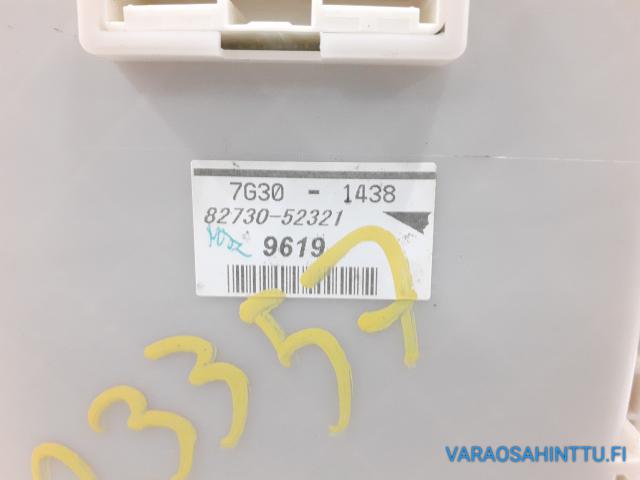 7G30 - 1438
82730-52321
9619
3357
VARAOSAHINTTU.FI